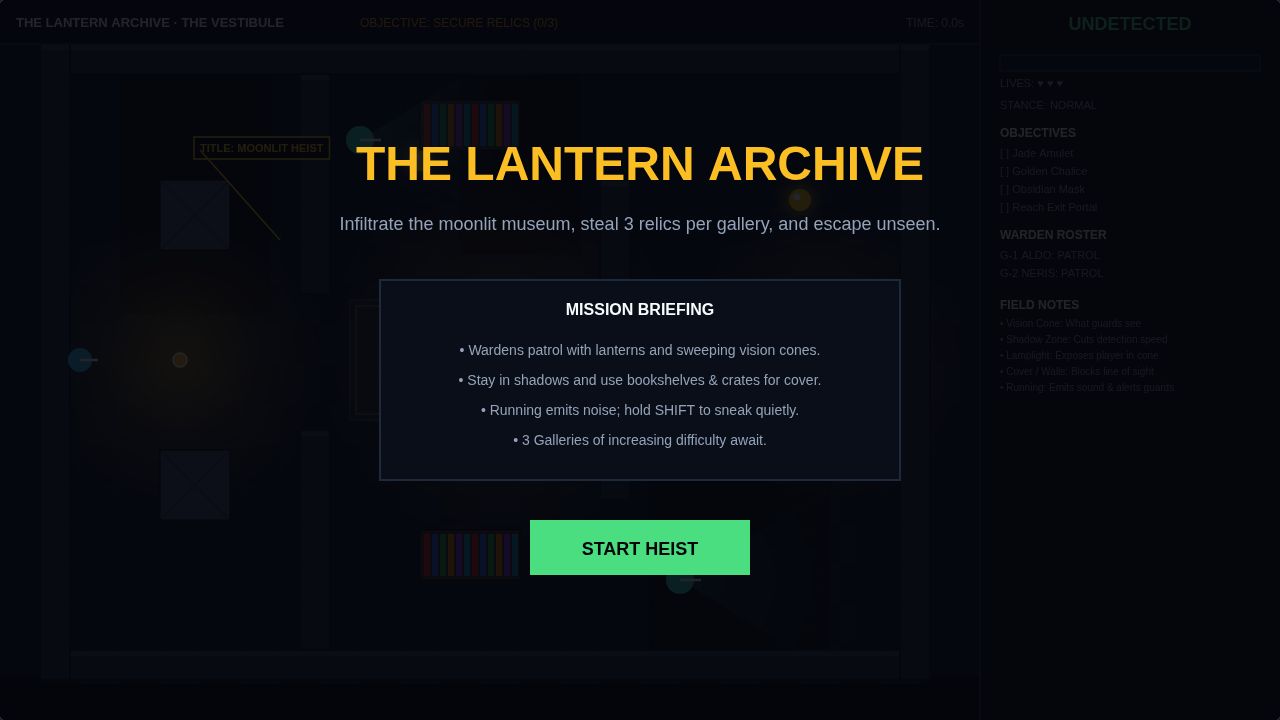 THE LANTERN ARCHIVE · THE VESTIBULE
OBJECTIVE: SECURE RELICS (0/3)
TIME: 0.0s
UNDETECTED
LIVES: ♥ ♥ ♥
STANCE: NORMAL
OBJECTIVES
[ ] Jade Amulet
[ ] Golden Chalice
[ ] Obsidian Mask
[ ] Reach Exit Portal
WARDEN ROSTER
G-1 ALDO: PATROL
G-2 NERIS: PATROL
FIELD NOTES
• Vision Cone: What guards see
• Shadow Zone: Cuts detection speed
• Lamplight: Exposes player in cone
• Cover / Walls: Blocks line of sight
• Running: Emits sound & alerts guards
TITLE: MOONLIT HEIST
THE LANTERN ARCHIVE
Infiltrate the moonlit museum, steal 3 relics per gallery, and escape unseen.
MISSION BRIEFING
• Wardens patrol with lanterns and sweeping vision cones.
• Stay in shadows and use bookshelves & crates for cover.
• Running emits noise; hold SHIFT to sneak quietly.
• 3 Galleries of increasing difficulty await.
START HEIST